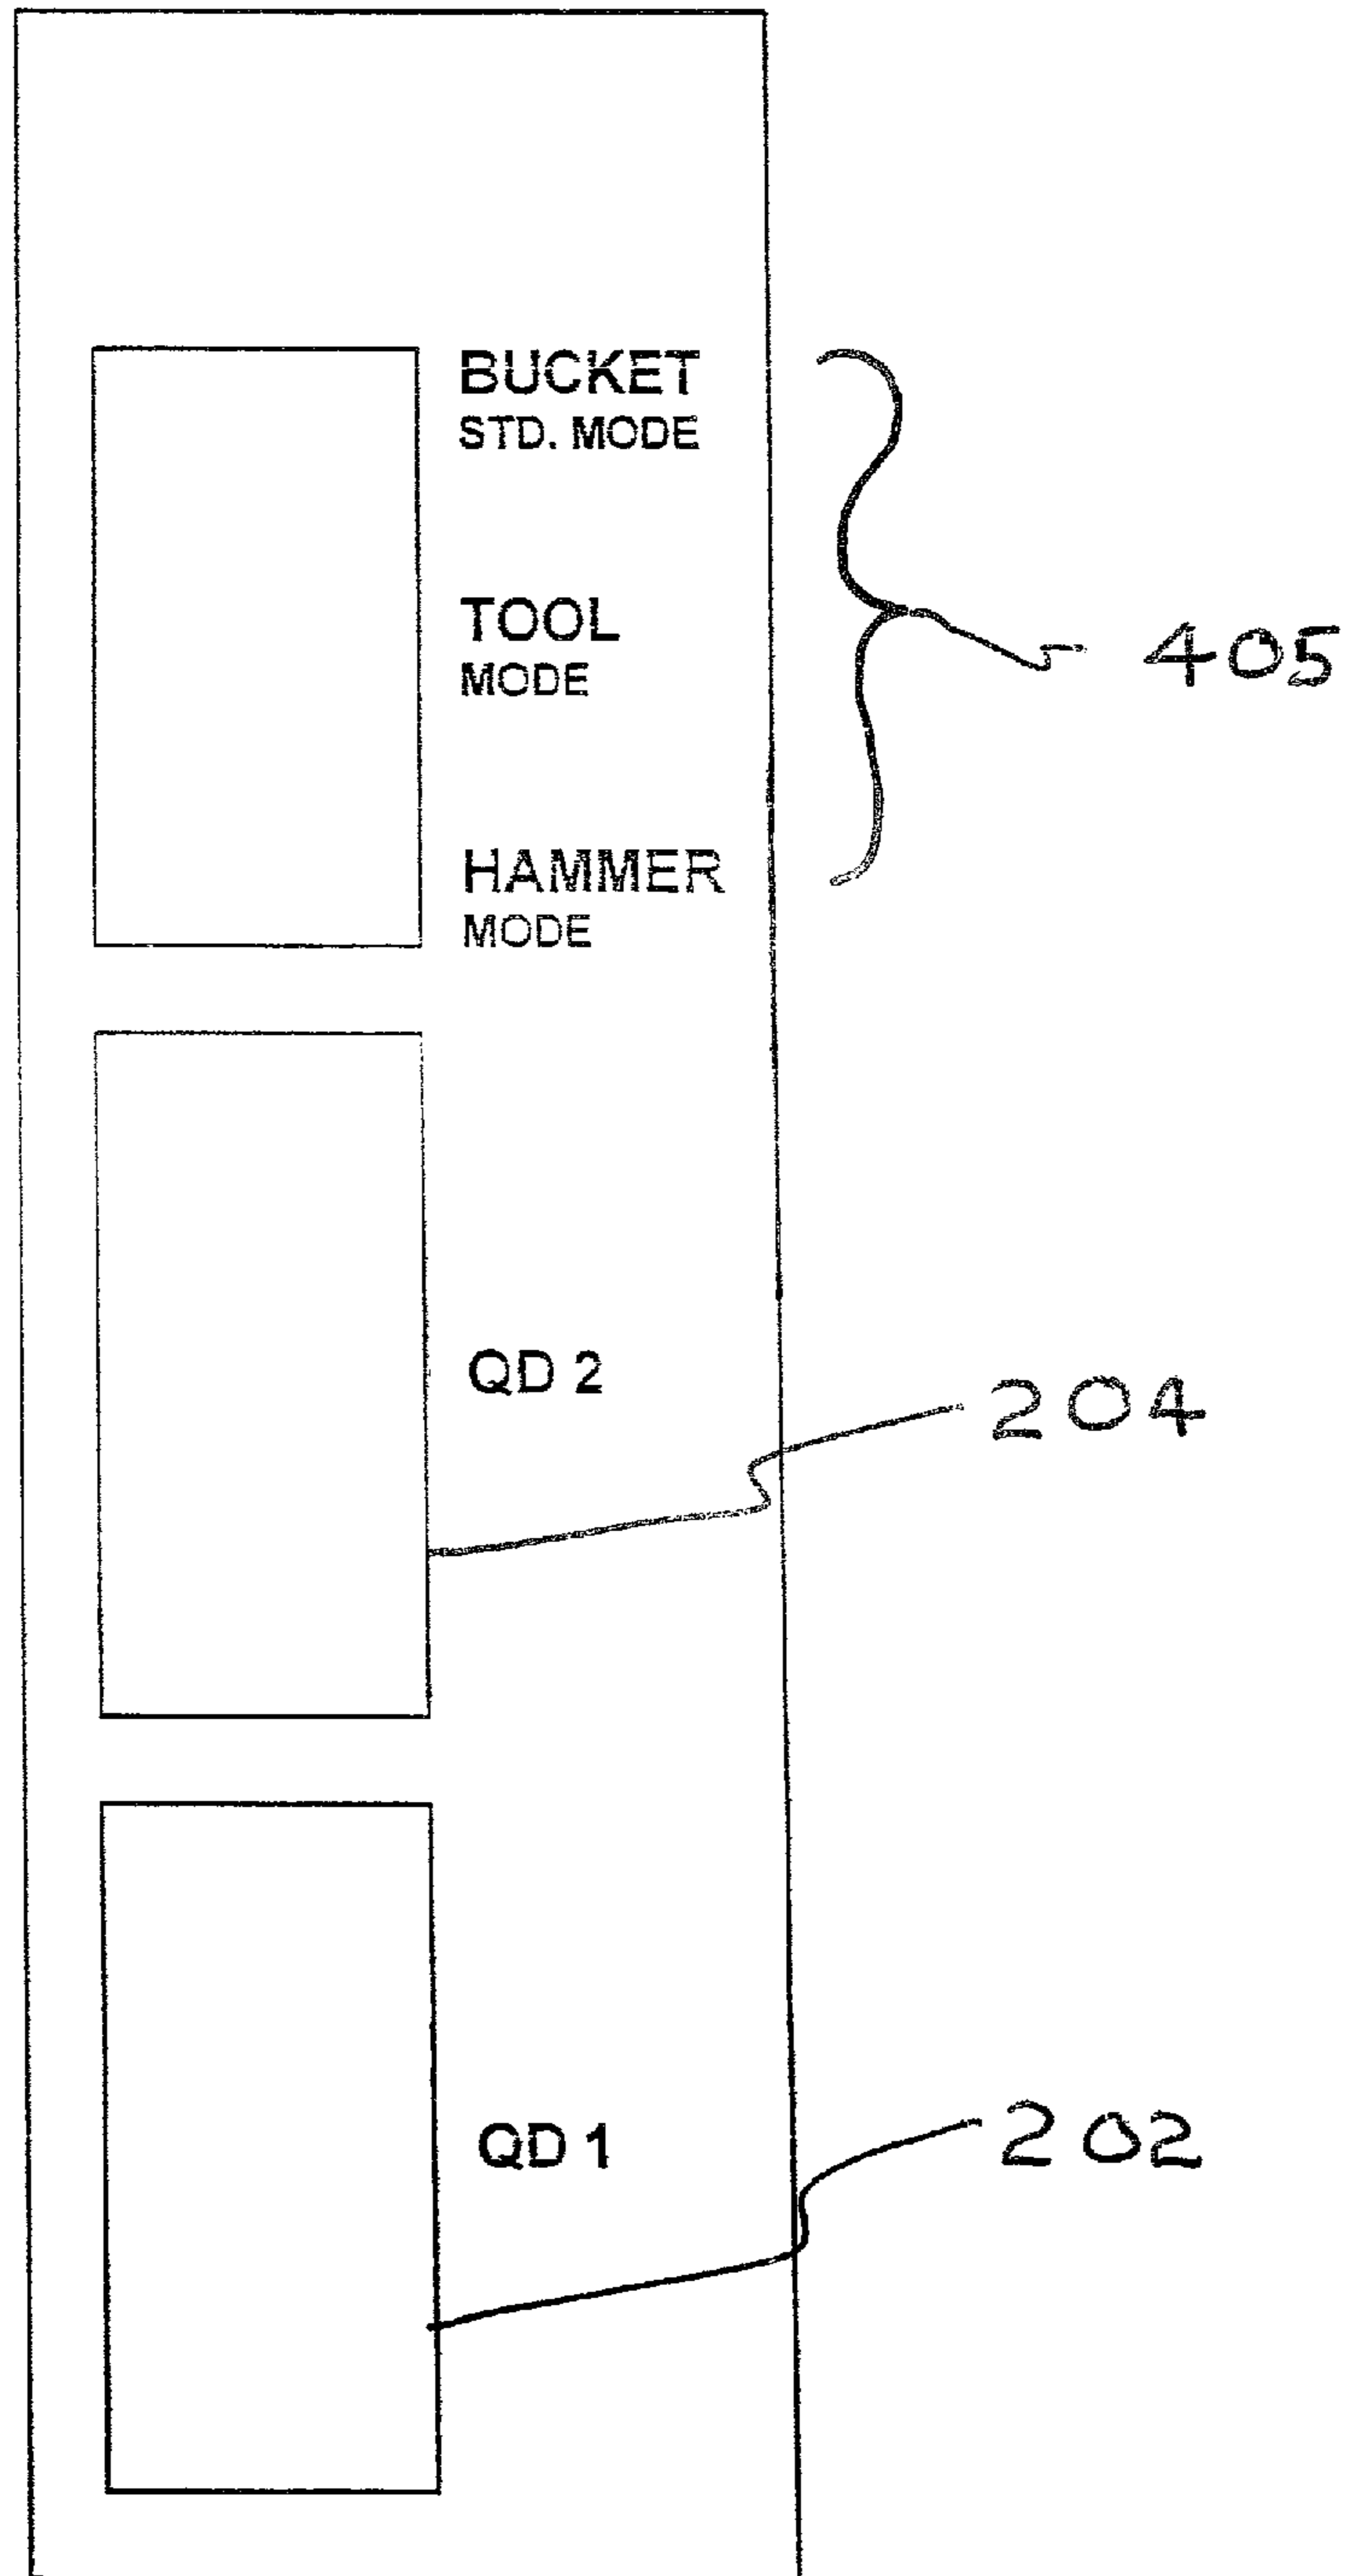 BUCKET
STD. MODE
TOOL
MODE
405
HAMMER
MODE
QD 2
204
QD 1
202